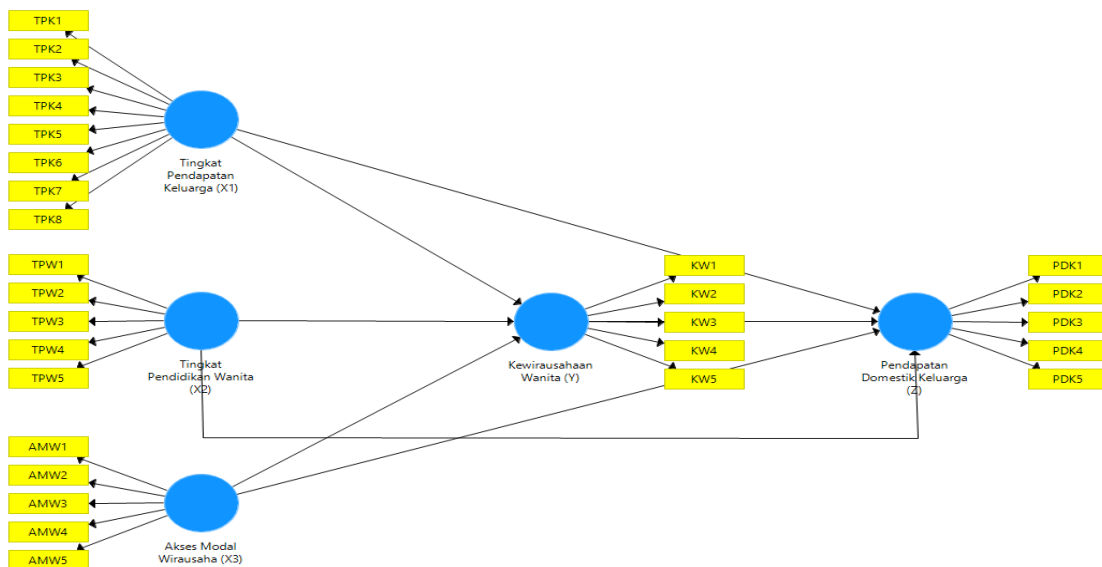 TPK1
TPK2
TPK3
TPK4
TPK5
TPK6
TPK7
TPK8
Tingkat
Pendapatan
Keluarga (X1)
TPW1
TPW2
TPW3
TPW4
TPW5
Tingkat
Pendidikan Wanita
(X2)
AMW1
AMW2
AMW3
AMW4
AMW5
Akses Modal
Wirausaha (X3)
Kewirausahaan
Wanita (Y)
KW1
KW2
KW3
KW4
KW5
Pendapatan
Domestik Keluarga
(Z)
PDK1
PDK2
PDK3
PDK4
PDK5